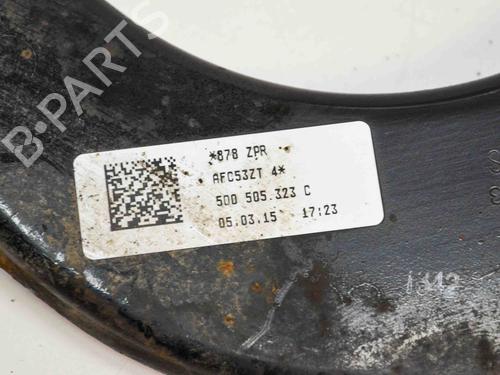 B-PARTS
*878 ZPR
AFC53ZT 4*
5Q0 505.323 C
05.03.15 17:23